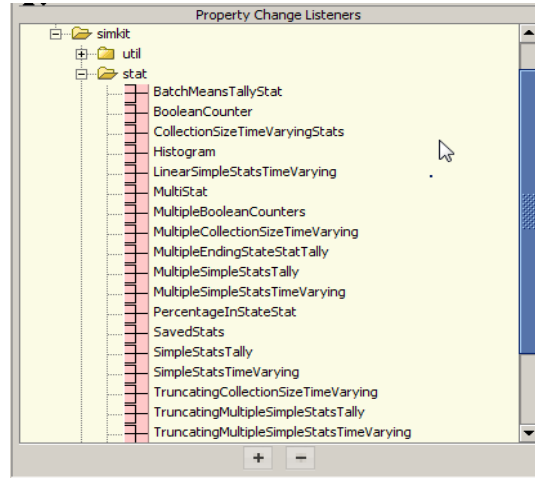 Property Change Listeners
simkit
util
stat
BatchMeansTallyStat
BooleanCounter
CollectionSizeTimeVaryingStats
Histogram
LinearSimpleStatsTimeVarying
MultiStat
MultipleBooleanCounters
MultipleCollectionSizeTimeVarying
MultipleEndingStateStatTally
MultipleSimpleStatsTally
MultipleSimpleStatsTimeVarying
PercentageInStateStat
SavedStats
SimpleStatsTally
SimpleStatsTimeVarying
TruncatingCollectionSizeTimeVarying
TruncatingMultipleSimpleStatsTally
TruncatingMultipleSimpleStatsTimeVarying